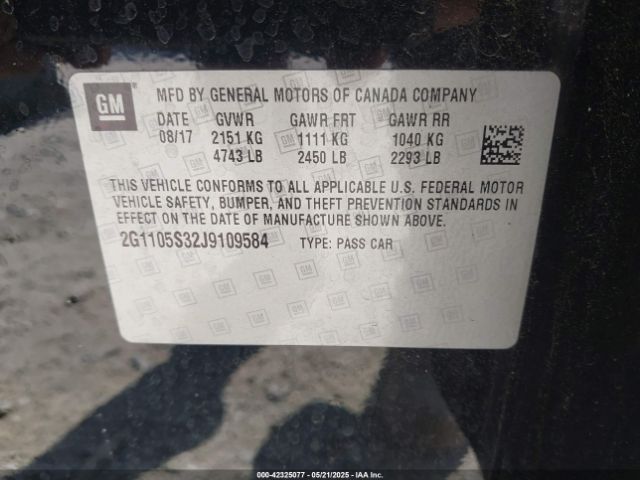 GM
MFD BY GENERAL MOTORS OF CANADA COMPANY
DATE GVWR GAWR FRT GAWR RR
08/17 2151 KG 1111 KG 1040 KG
4743 LB 2450 LB 2293 LB
THIS VEHICLE CONFORMS TO ALL APPLICABLE U.S. FEDERAL MOTOR
VEHICLE SAFETY, BUMPER, AND THEFT PREVENTION STANDARDS IN
EFFECT ON THE DATE OF MANUFACTURE SHOWN ABOVE.
2G1105S32J9109584 TYPE: PASS CAR
000-42325077 - 05/21/2025 - IAA Inc.